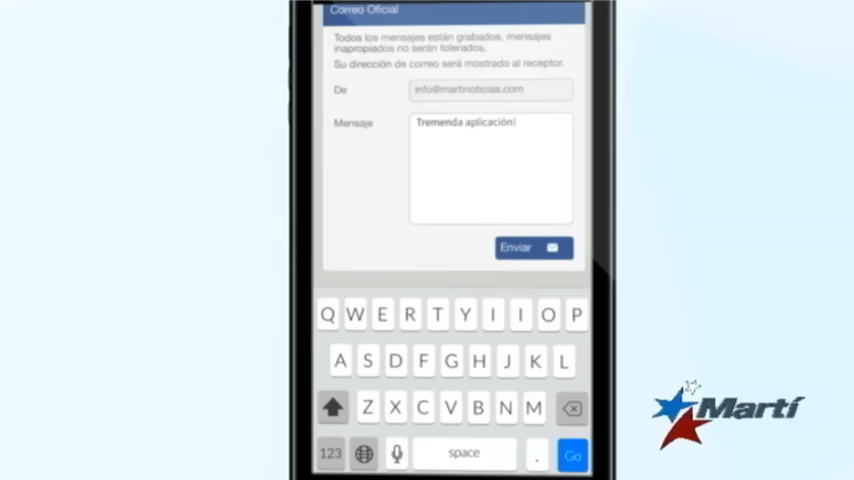 Correo Oficial
Todos los mensajes están grabados, mensajes
inapropiados no serán tolerados.
Su dirección de correo será mostrado al receptor.
De info@martinoticias.com
Mensaje Tremenda aplicación!
Enviar
Q W E R T Y I I O P
A S D F G H J K L
Z X C V B N M
123 space . Go
Martí